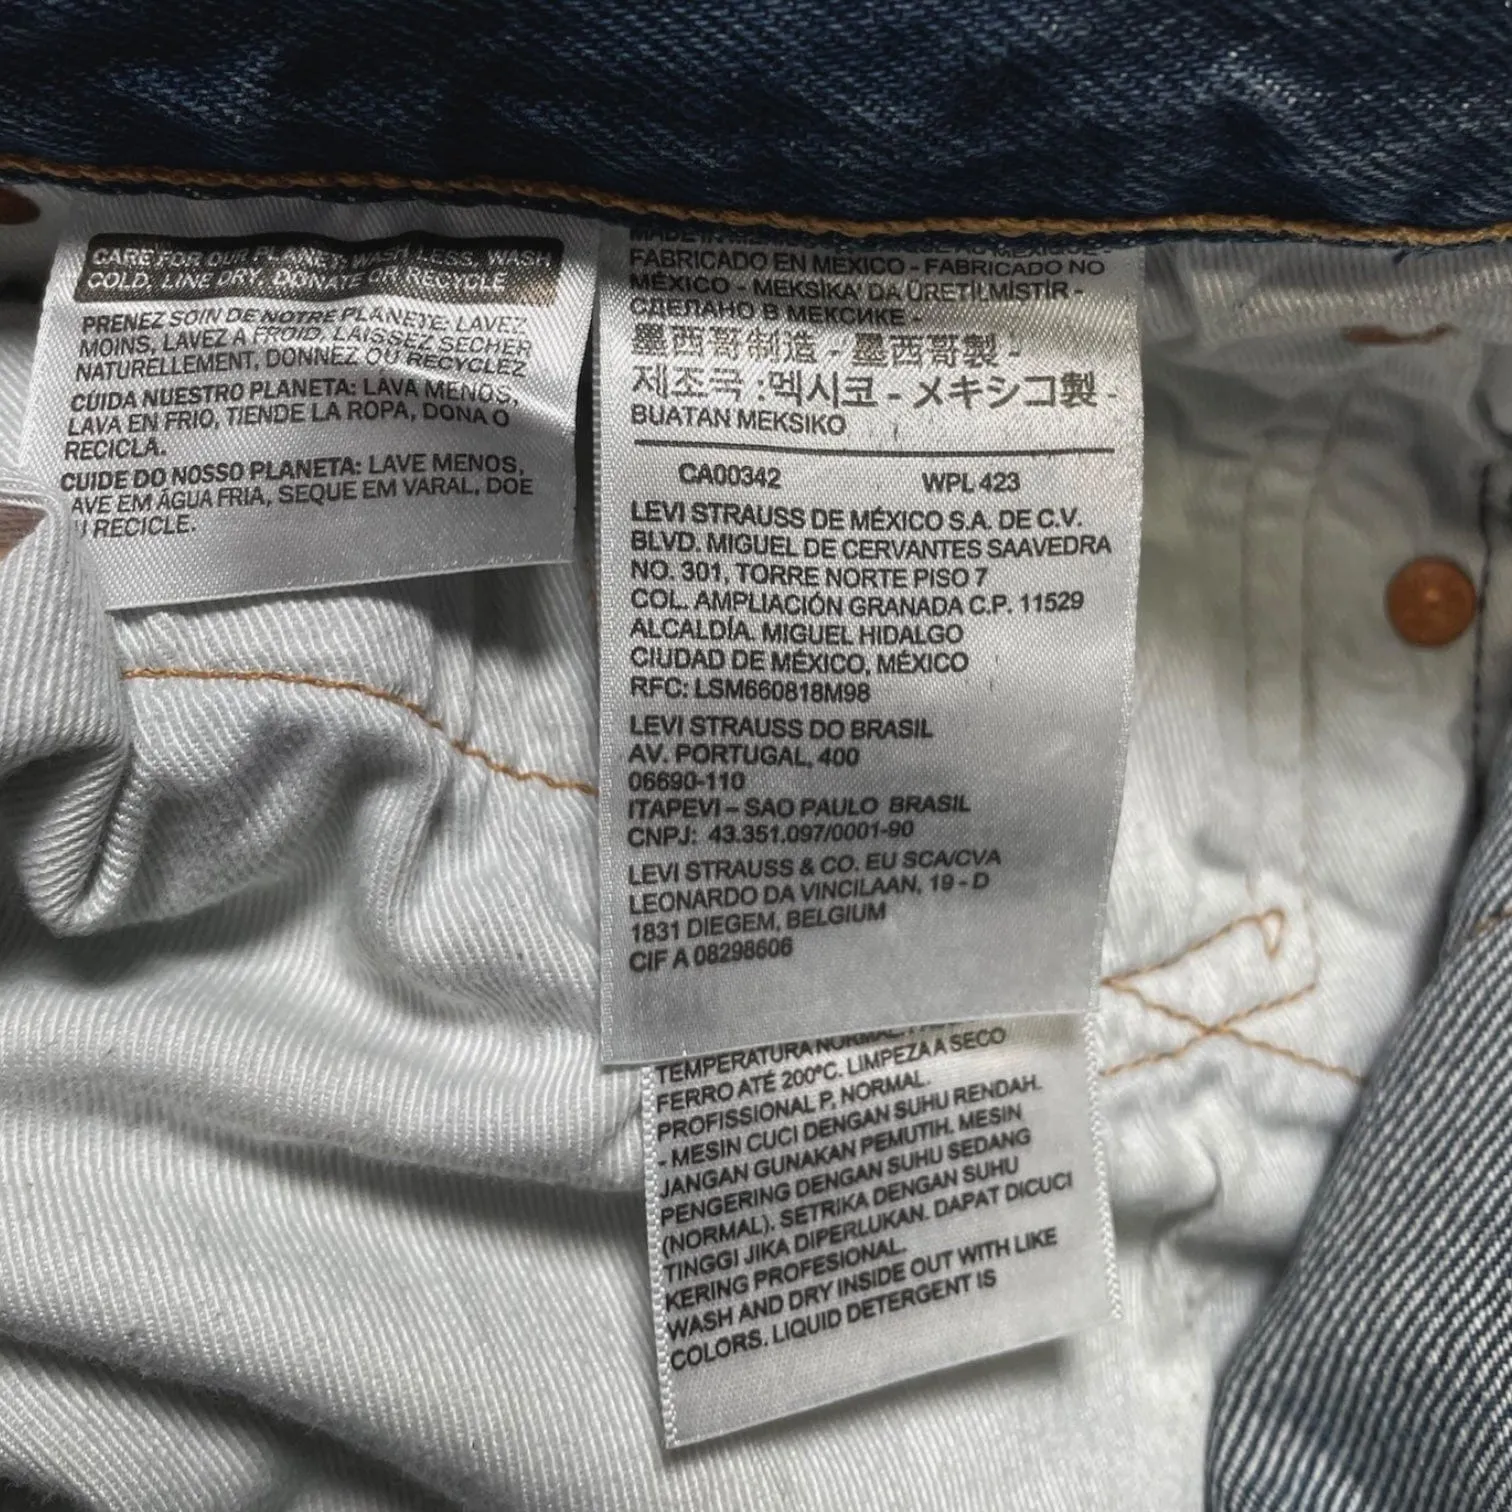 CARE FOR OUR PLANET: WASH LESS, WASH
COLD, LINE DRY, DONATE OR RECYCLE
PRENEZ SOIN DE NOTRE PLANETE: LAVEZ
MOINS, LAVEZ A FROID, LAISSEZ SECHER
NATURELLEMENT, DONNEZ OU RECYCLEZ
CUIDA NUESTRO PLANETA: LAVA MENOS,
LAVA EN FRIO, TIENDE LA ROPA, DONA O
RECICLA.
CUIDE DO NOSSO PLANETA: LAVE MENOS,
AVE EM ÁGUA FRIA, SEQUE EM VARAL, DOE
U RECICLE.
MADE IN
FABRICADO EN MEXICO - FABRICADO NO
MÉXICO - MEKSİKA' DA ÜRETİLMİSTİR -
СДЕЛАНО В МЕКСИКЕ -
墨西哥制造 - 墨西哥製 -
제조국 :멕시코 - メキシコ製 -
BUATAN MEKSIKO
CA00342 WPL 423
LEVI STRAUSS DE MÉXICO S.A. DE C.V.
BLVD. MIGUEL DE CERVANTES SAAVEDRA
NO. 301, TORRE NORTE PISO 7
COL. AMPLIACIÓN GRANADA C.P. 11529
ALCALDÍA. MIGUEL HIDALGO
CIUDAD DE MÉXICO, MÉXICO
RFC: LSM660818M98
LEVI STRAUSS DO BRASIL
AV. PORTUGAL, 400
06690-110
ITAPEVI – SAO PAULO BRASIL
CNPJ: 43.351.097/0001-90
LEVI STRAUSS & CO. EU SCA/CVA
LEONARDO DA VINCILAAN, 19 - D
1831 DIEGEM, BELGIUM
CIF A 08298606
TEMPERATURA NORMAL.
FERRO ATÉ 200°C. LIMPEZA A SECO
PROFISSIONAL P, NORMAL.
- MESIN CUCI DENGAN SUHU RENDAH.
JANGAN GUNAKAN PEMUTIH. MESIN
PENGERING DENGAN SUHU SEDANG
(NORMAL). SETRIKA DENGAN SUHU
TINGGI JIKA DIPERLUKAN. DAPAT DICUCI
KERING PROFESIONAL.
WASH AND DRY INSIDE OUT WITH LIKE
COLORS. LIQUID DETERGENT IS